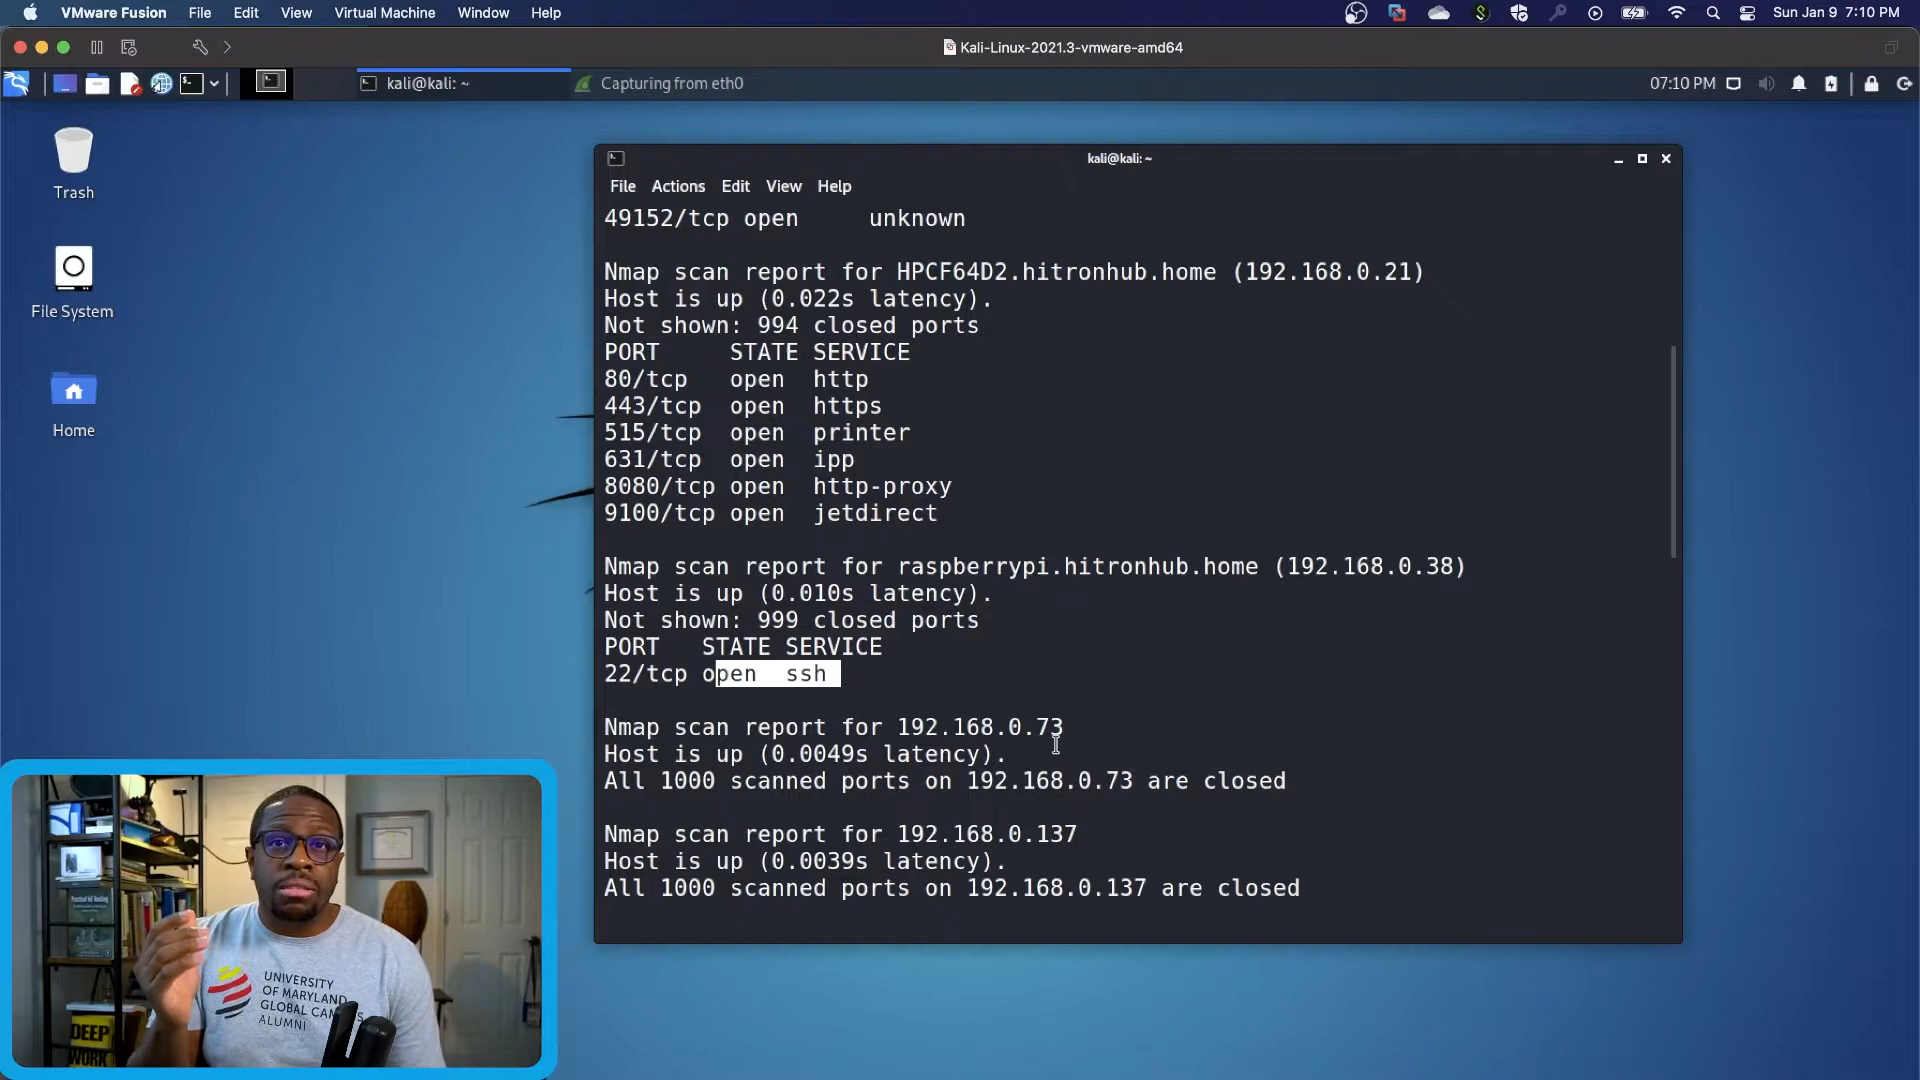 VMware Fusion File Edit View Virtual Machine Window Help Sun Jan 9 7:10 PM
Kali-Linux-2021.3-vmware-amd64
kali@kali: ~ Capturing from eth0 07:10 PM
Trash
File System
Home
kali@kali: ~
File Actions Edit View Help
49152/tcp open unknown
Nmap scan report for HPCF64D2.hitronhub.home (192.168.0.21)
Host is up (0.022s latency).
Not shown: 994 closed ports
PORT STATE SERVICE
80/tcp open http
443/tcp open https
515/tcp open printer
631/tcp open ipp
8080/tcp open http-proxy
9100/tcp open jetdirect
Nmap scan report for raspberrypi.hitronhub.home (192.168.0.38)
Host is up (0.010s latency).
Not shown: 999 closed ports
PORT STATE SERVICE
22/tcp open ssh
Nmap scan report for 192.168.0.73
Host is up (0.0049s latency).
All 1000 scanned ports on 192.168.0.73 are closed
Nmap scan report for 192.168.0.137
Host is up (0.0039s latency).
All 1000 scanned ports on 192.168.0.137 are closed
UNIVERSITY
OF MARYLAND
GLOBAL
ALUMNI
DEEP
WORK